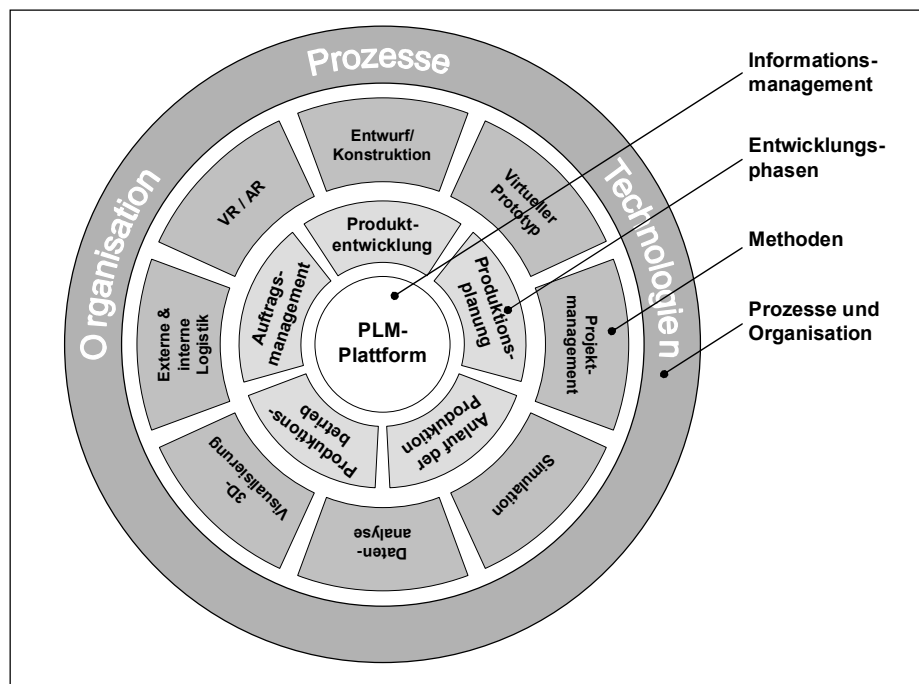 Prozesse
Organisation
Technologien
Entwurf/
Konstruktion
Virtueller
Prototyp
Projekt-
management
Simulation
Daten-
analyse
3D-
Visualisierung
Externe &
interne
Logistik
VR / AR
Produkt-
entwicklung
Produktions-
planung
Anlauf der
Produktion
Produktions-
betrieb
Auftrags-
management
PLM-
Plattform
Informations-
management
Entwicklungs-
phasen
Methoden
Prozesse und
Organisation